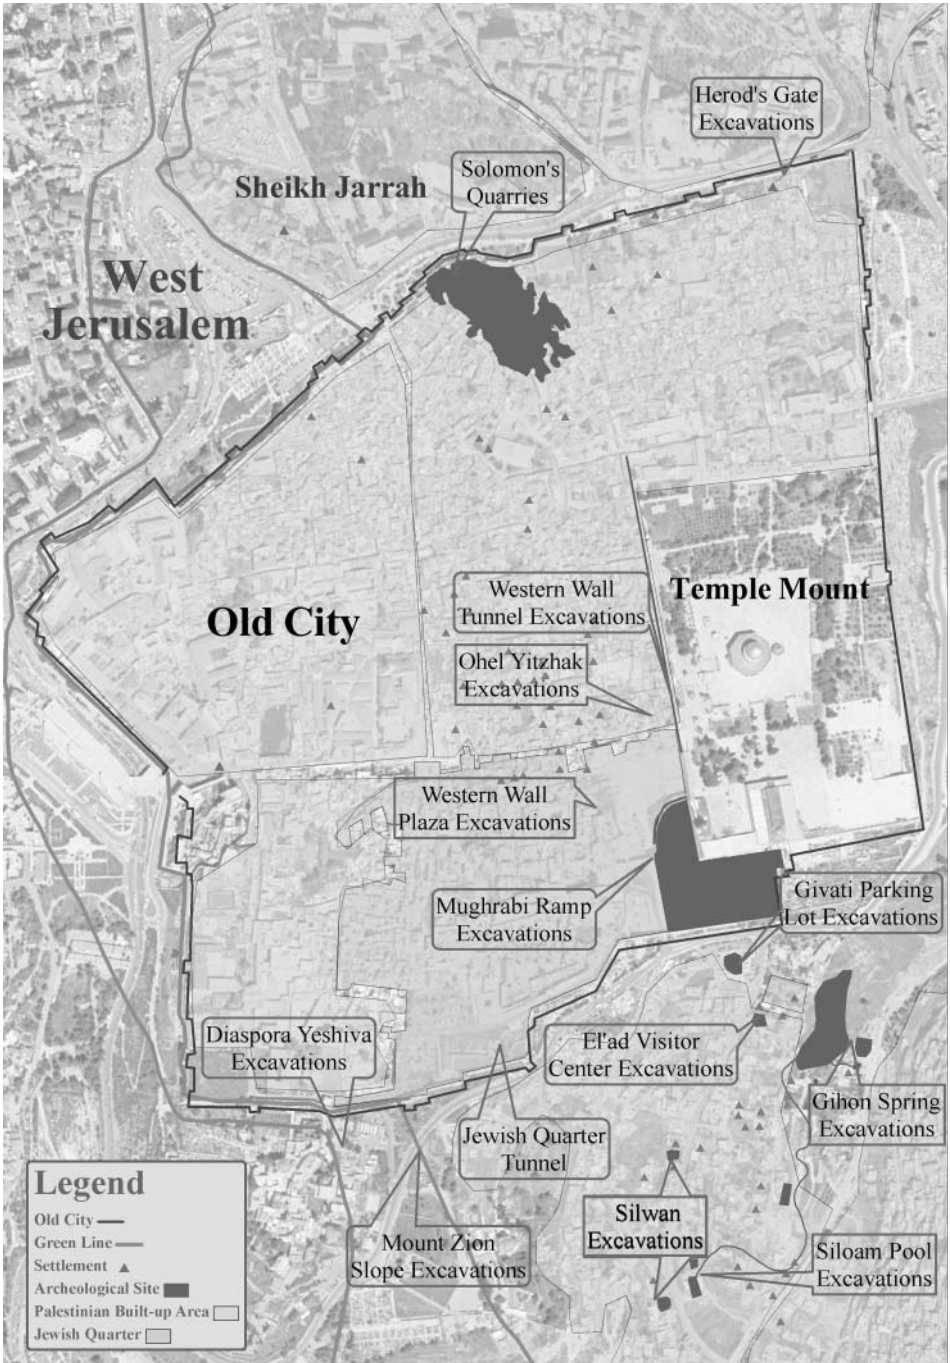 Herod's Gate
Excavations
Solomon's
Quarries
Sheikh Jarrah
West
Jerusalem
Western Wall
Tunnel Excavations
Temple Mount
Old City
Ohel Yitzhak
Excavations
Western Wall
Plaza Excavations
Mughrabi Ramp
Excavations
Givati Parking
Lot Excavations
Diaspora Yeshiva
Excavations
El'ad Visitor
Center Excavations
Gihon Spring
Excavations
Jewish Quarter
Tunnel
Silwan
Excavations
Mount Zion
Slope Excavations
Siloam Pool
Excavations
Legend
Old City
Green Line
Settlement
Archeological Site
Palestinian Built-up Area
Jewish Quarter